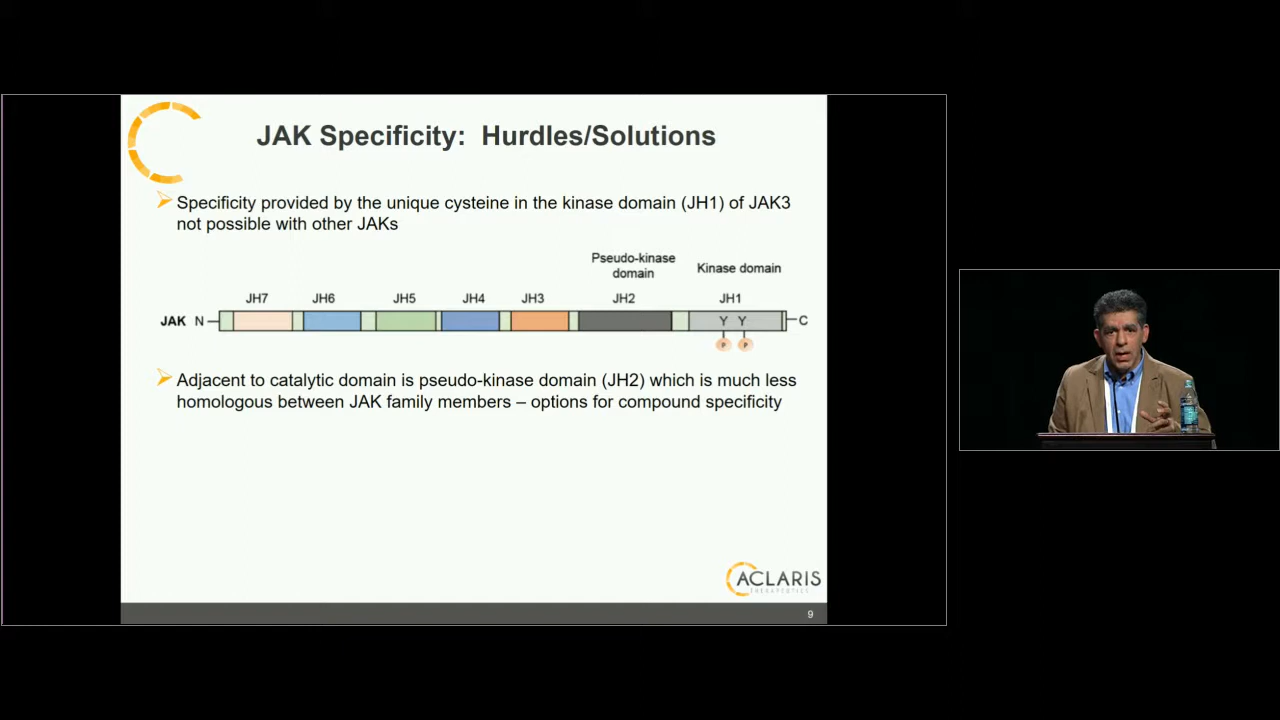 JAK Specificity: Hurdles/Solutions
Specificity provided by the unique cysteine in the kinase domain (JH1) of JAK3
not possible with other JAKs
Pseudo-kinase
domain
Kinase domain
JH7 JH6 JH5 JH4 JH3 JH2 JH1
JAK N Y Y C
P P
Adjacent to catalytic domain is pseudo-kinase domain (JH2) which is much less
homologous between JAK family members – options for compound specificity
ACLARIS
THERAPEUTICS
9